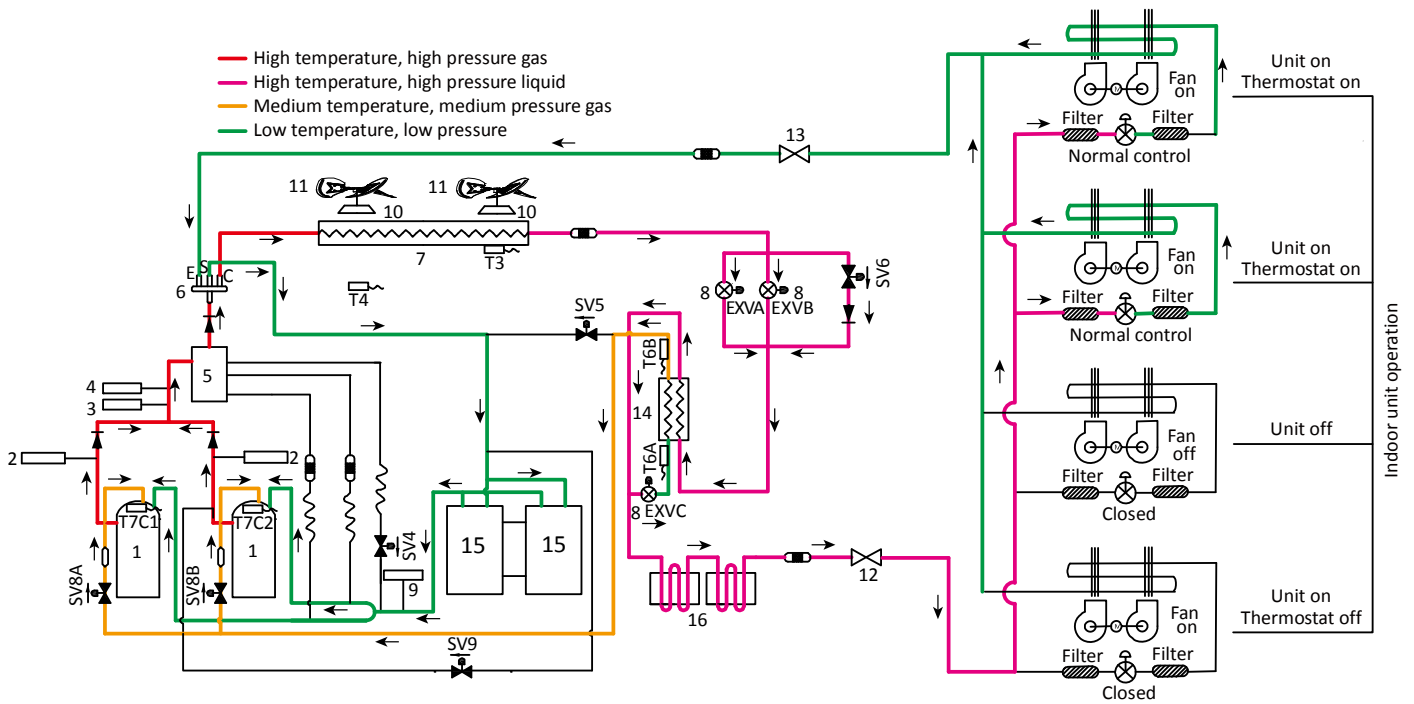 High temperature, high pressure gas
High temperature, high pressure liquid
Medium temperature, medium pressure gas
Low temperature, low pressure
13
11
11
10
10
7
T3
T4
E
S
C
6
5
4
3
2
2
T7C1
T7C2
1
1
SV8A
SV8B
SV4
9
SV9
15
15
SV5
T6B
14
T6A
8
EXVC
8
EXVA
8
EXVB
SV6
16
12
M
Fan
on
Filter
Filter
Normal control
Unit on
Thermostat on
M
Fan
on
Filter
Filter
Normal control
Unit on
Thermostat on
M
Fan
off
Filter
Filter
Closed
Unit off
M
Fan
on
Filter
Filter
Closed
Unit on
Thermostat off
Indoor unit operation